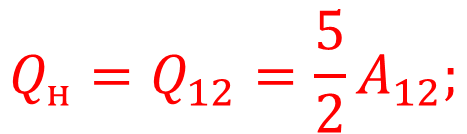 Qн = Q12 = 5/2 A12;